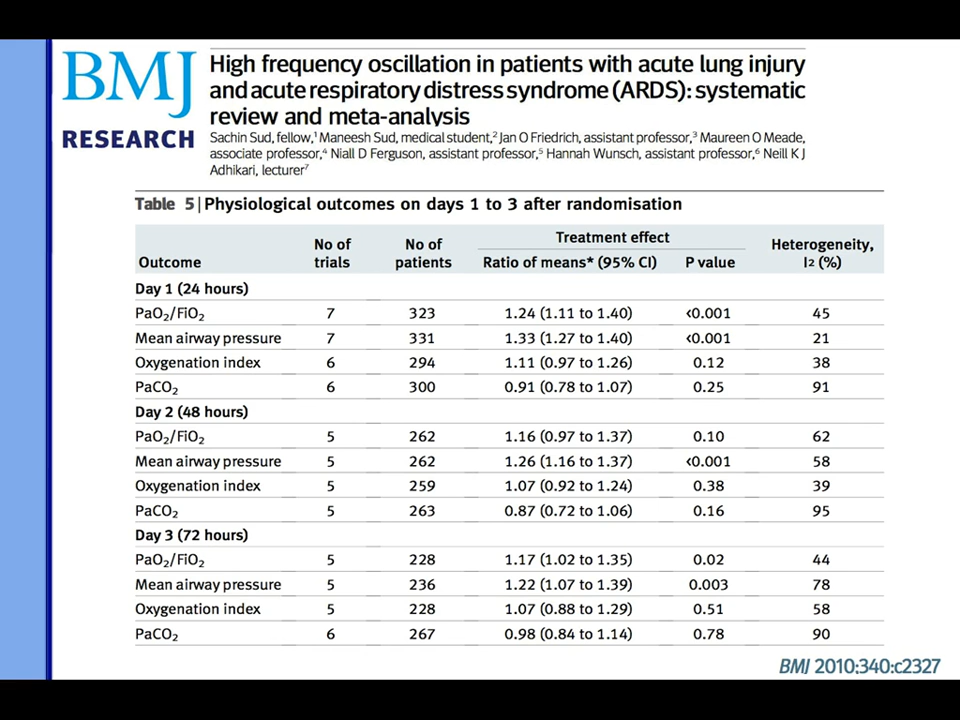 BMJ
RESEARCH
High frequency oscillation in patients with acute lung injury
and acute respiratory distress syndrome (ARDS): systematic
review and meta-analysis
Sachin Sud, fellow,¹ Maneesh Sud, medical student,² Jan O Friedrich, assistant professor,³ Maureen O Meade,
associate professor,⁴ Niall D Ferguson, assistant professor,⁵ Hannah Wunsch, assistant professor,⁶ Neill K J
Adhikari, lecturer⁷
Table 5 | Physiological outcomes on days 1 to 3 after randomisation
Outcome No of trials No of patients Treatment effect Heterogeneity, I2 (%)
Ratio of means* (95% CI) P value
Day 1 (24 hours)
PaO₂/FiO₂ 7 323 1.24 (1.11 to 1.40) <0.001 45
Mean airway pressure 7 331 1.33 (1.27 to 1.40) <0.001 21
Oxygenation index 6 294 1.11 (0.97 to 1.26) 0.12 38
PaCO₂ 6 300 0.91 (0.78 to 1.07) 0.25 91
Day 2 (48 hours)
PaO₂/FiO₂ 5 262 1.16 (0.97 to 1.37) 0.10 62
Mean airway pressure 5 262 1.26 (1.16 to 1.37) <0.001 58
Oxygenation index 5 259 1.07 (0.92 to 1.24) 0.38 39
PaCO₂ 5 263 0.87 (0.72 to 1.06) 0.16 95
Day 3 (72 hours)
PaO₂/FiO₂ 5 228 1.17 (1.02 to 1.35) 0.02 44
Mean airway pressure 5 236 1.22 (1.07 to 1.39) 0.003 78
Oxygenation index 5 228 1.07 (0.88 to 1.29) 0.51 58
PaCO₂ 6 267 0.98 (0.84 to 1.14) 0.78 90
BMJ 2010;340:c2327